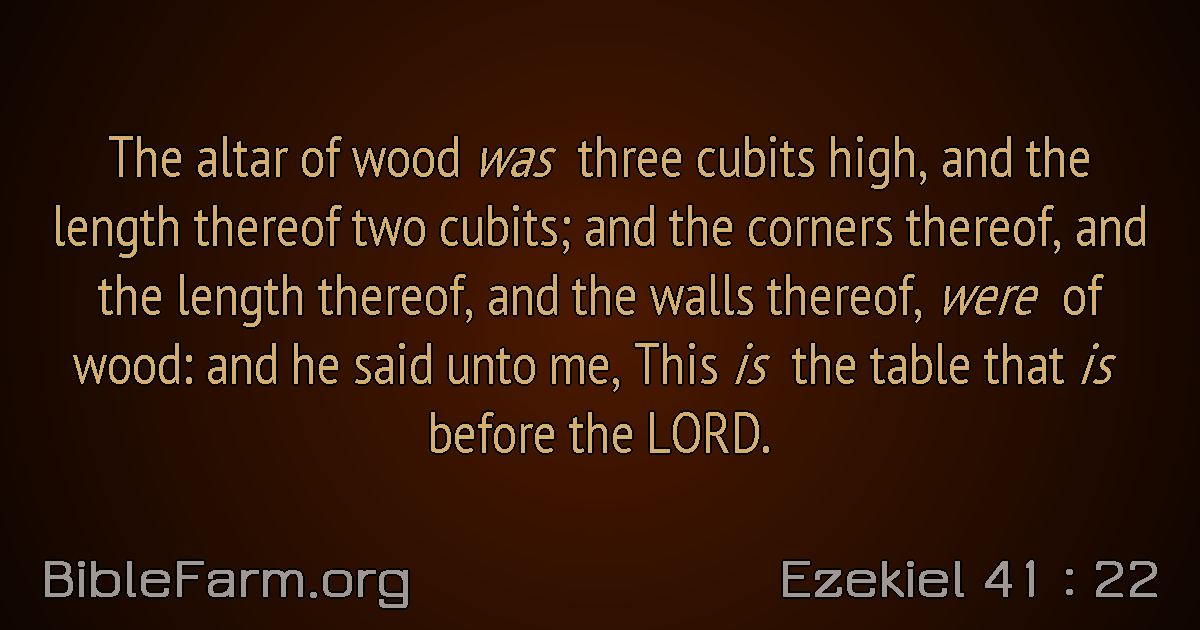 The altar of wood was three cubits high, and the
length thereof two cubits; and the corners thereof, and
the length thereof, and the walls thereof, were of
wood: and he said unto me, This is the table that is
before the LORD.
BibleFarm.org
Ezekiel 41 : 22